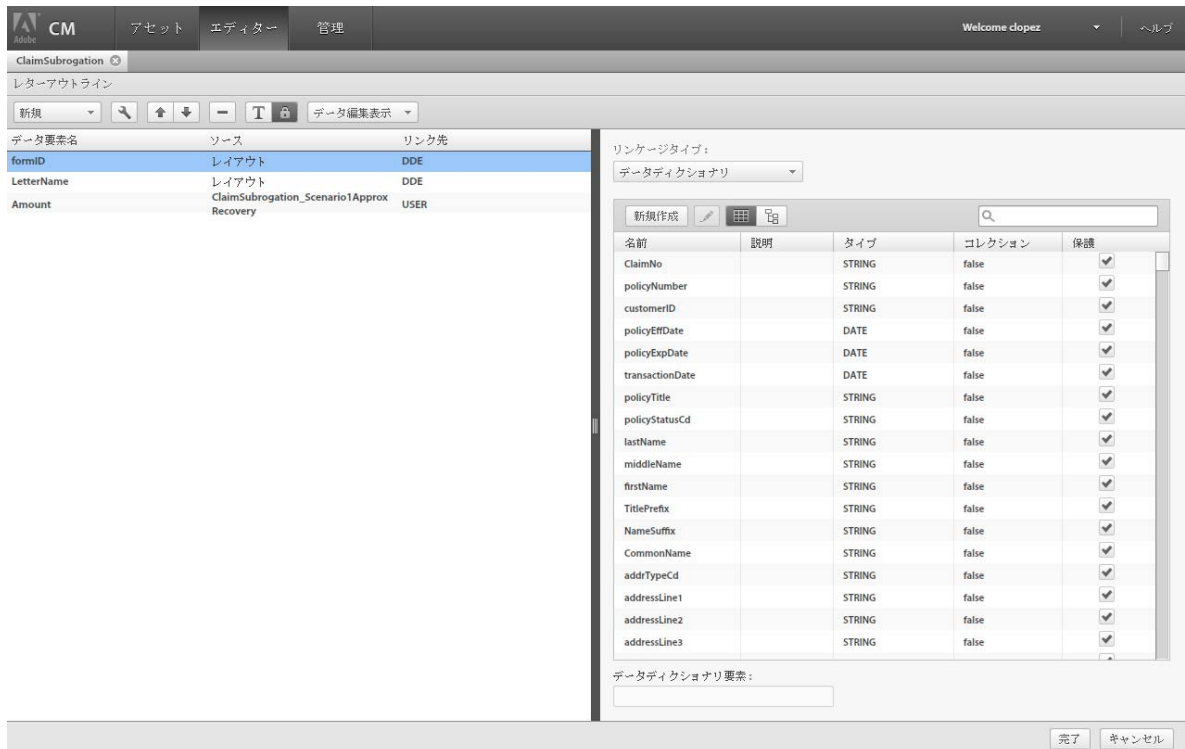 Adobe CM アセット エディター 管理 Welcome clopez ヘルプ
ClaimSubrogation
レターアウトライン
新規 T データ編集表示
データ要素名 ソース リンク先
formID レイアウト DDE
LetterName レイアウト DDE
Amount ClaimSubrogation_Scenario1Approx
Recovery USER
リンケージタイプ:
データディクショナリ
新規作成
名前 説明 タイプ コレクション 保護
ClaimNo STRING false
policyNumber STRING false
customerID STRING false
policyEffDate DATE false
policyExpDate DATE false
transactionDate DATE false
policyTitle STRING false
policyStatusCd STRING false
lastName STRING false
middleName STRING false
firstName STRING false
TitlePrefix STRING false
NameSuffix STRING false
CommonName STRING false
addrTypeCd STRING false
addressLine1 STRING false
addressLine2 STRING false
addressLine3 STRING false
データディクショナリ要素:
完了 キャンセル